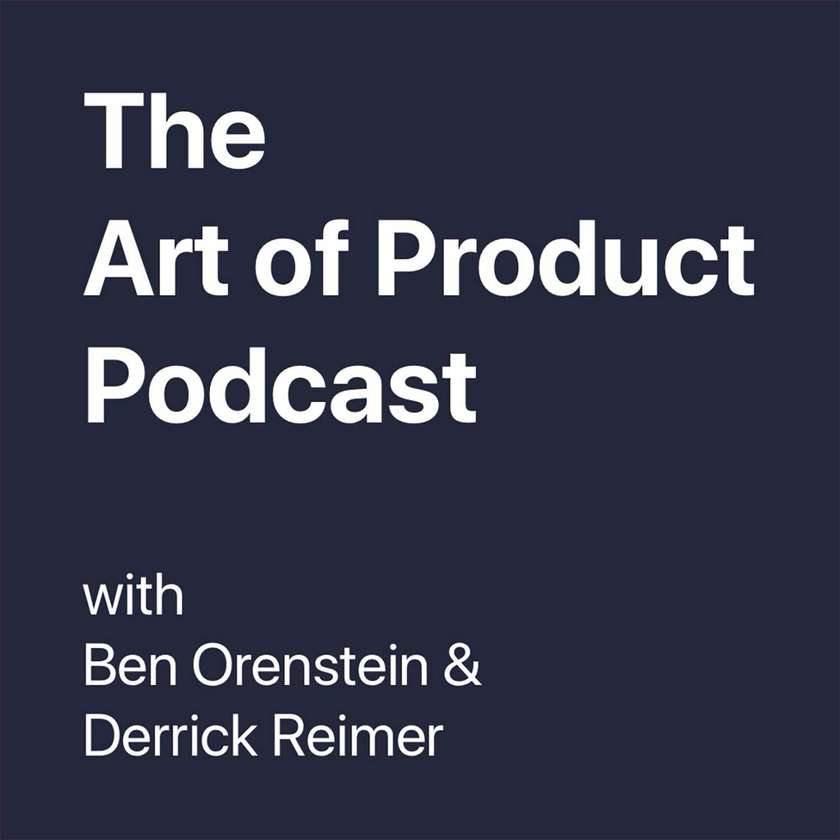 The
Art of Product
Podcast
with
Ben Orenstein &
Derrick Reimer